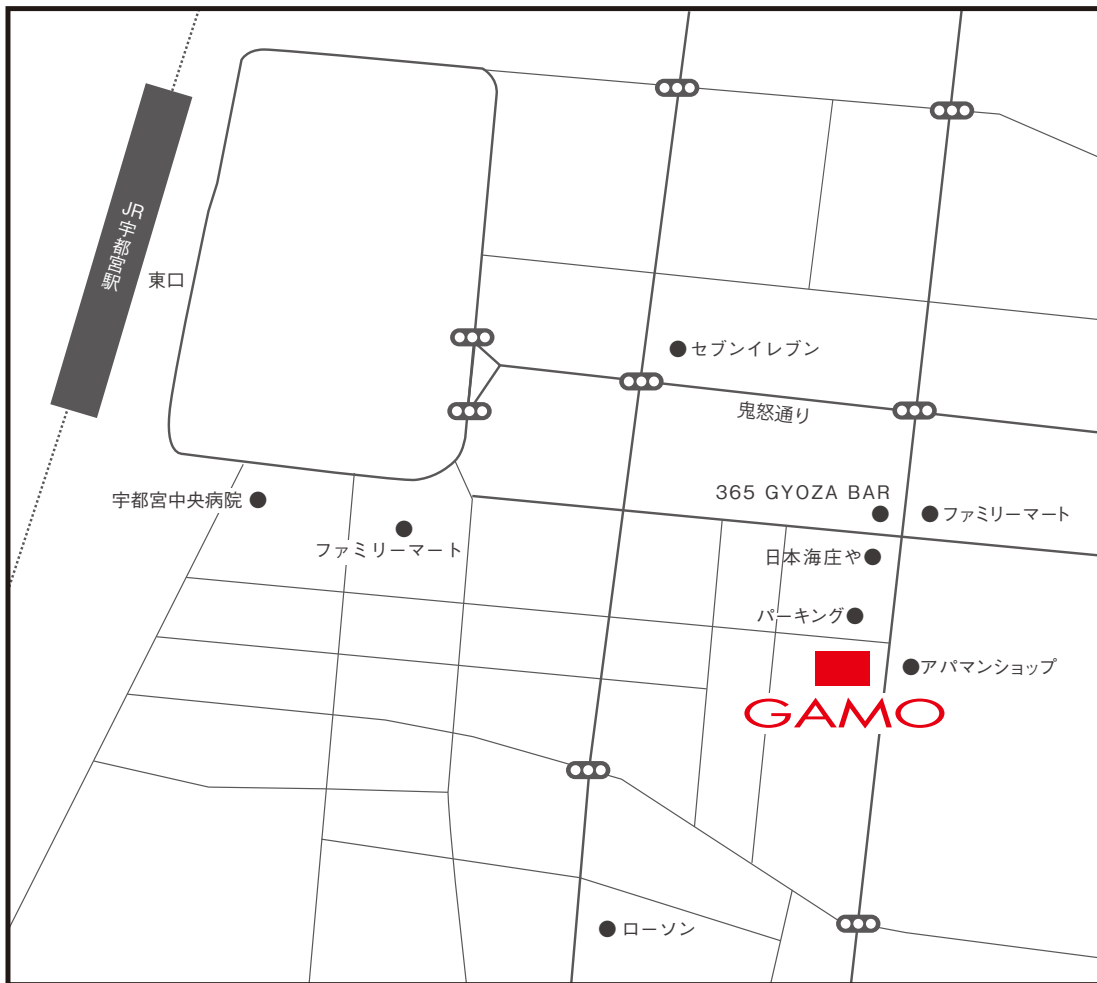 JR宇都宮駅
東口
セブンイレブン
鬼怒通り
宇都宮中央病院
ファミリーマート
365 GYOZA BAR
ファミリーマート
日本海庄や
パーキング
アパマンショップ
GAMO
ローソン